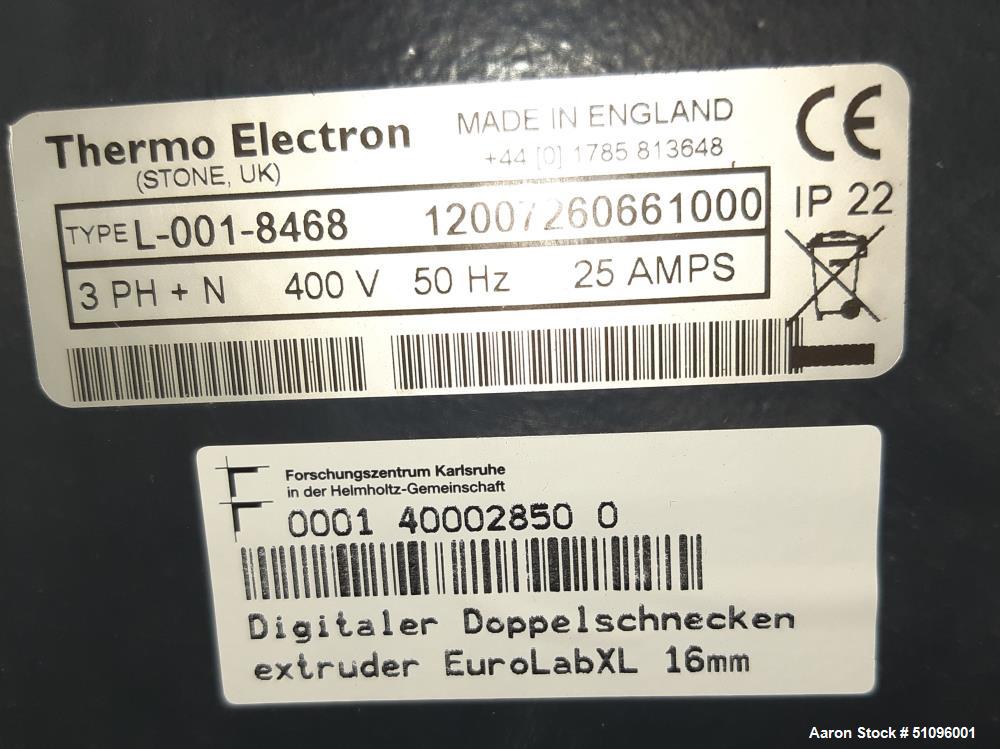 Thermo Electron
(STONE, UK)
MADE IN ENGLAND
+44 [0] 1785 813648
CE
TYPE L-001-8468 12007260661000
IP 22
3 PH + N 400 V 50 Hz 25 AMPS
Forschungszentrum Karlsruhe
in der Helmholtz-Gemeinschaft
0001 40002850 0
Digitaler Doppelschnecken
extruder EuroLabXL 16mm
Aaron Stock # 51096001